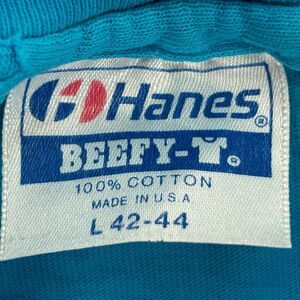 Hanes®
BEEFY-T®
100% COTTON
MADE IN U.S.A
L 42-44